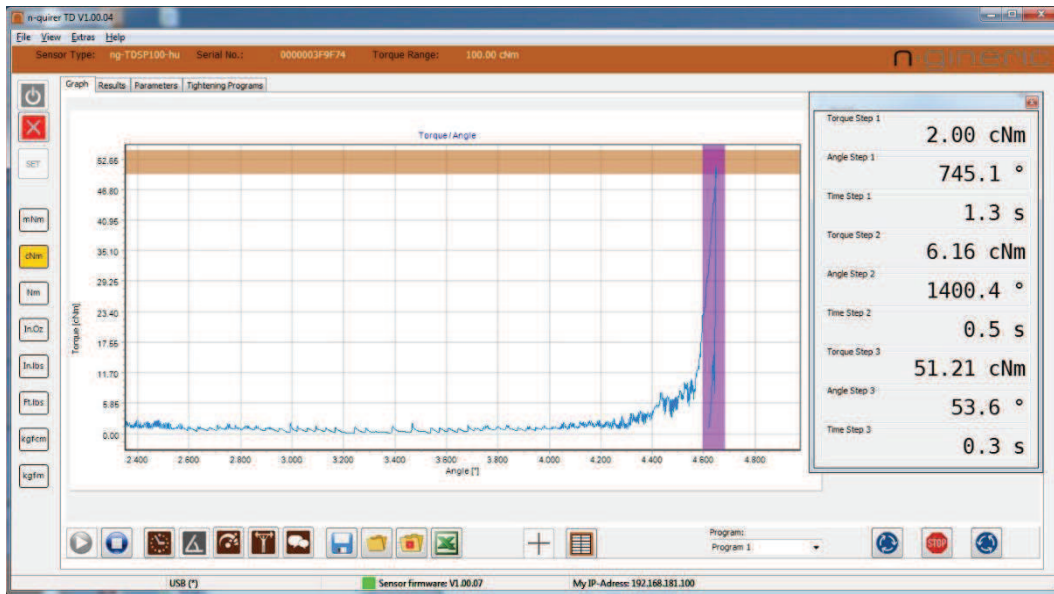 n-quirer TD V1.00.04
File View Extras Help
Sensor Type: ng-TDSP100-hu Serial No.: 0000003F9F74 Torque Range: 100.00 cNm
Graph Results Parameters Tightening Programs
SET
mNm
cNm
Nm
In.Oz
In.lbs
Ft.lbs
kgfcm
kgfm
Torque/Angle
Torque [cNm]
52.65
46.80
40.95
35.10
29.25
23.40
17.55
11.70
5.85
0.00
2.400 2.600 2.800 3.000 3.200 3.400 3.600 3.800 4.000 4.200 4.400 4.600 4.800
Angle [°]
Torque Step 1
2.00 cNm
Angle Step 1
745.1 °
Time Step 1
1.3 s
Torque Step 2
6.16 cNm
Angle Step 2
1400.4 °
Time Step 2
0.5 s
Torque Step 3
51.21 cNm
Angle Step 3
53.6 °
Time Step 3
0.3 s
Program:
Program 1
STOP
USB (*) Sensor firmware: V1.00.07 My IP-Adress: 192.168.181.100